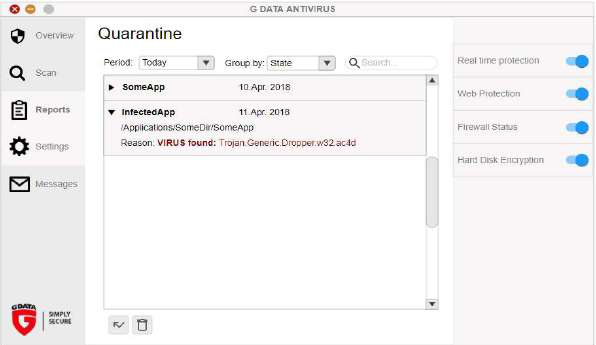 G DATA ANTIVIRUS
Overview
Scan
Reports
Settings
Messages
G DATA
SIMPLY
SECURE
Quarantine
Period: Today Group by: State Search...
SomeApp 10.Apr. 2018
InfectedApp 11.Apr. 2018
/Applications/SomeDir/SomeApp
Reason: VIRUS found: Trojan.Generic.Dropper.w32.ac4d
Real time protection
Web Protection
Firewall Status
Hard Disk Encryption